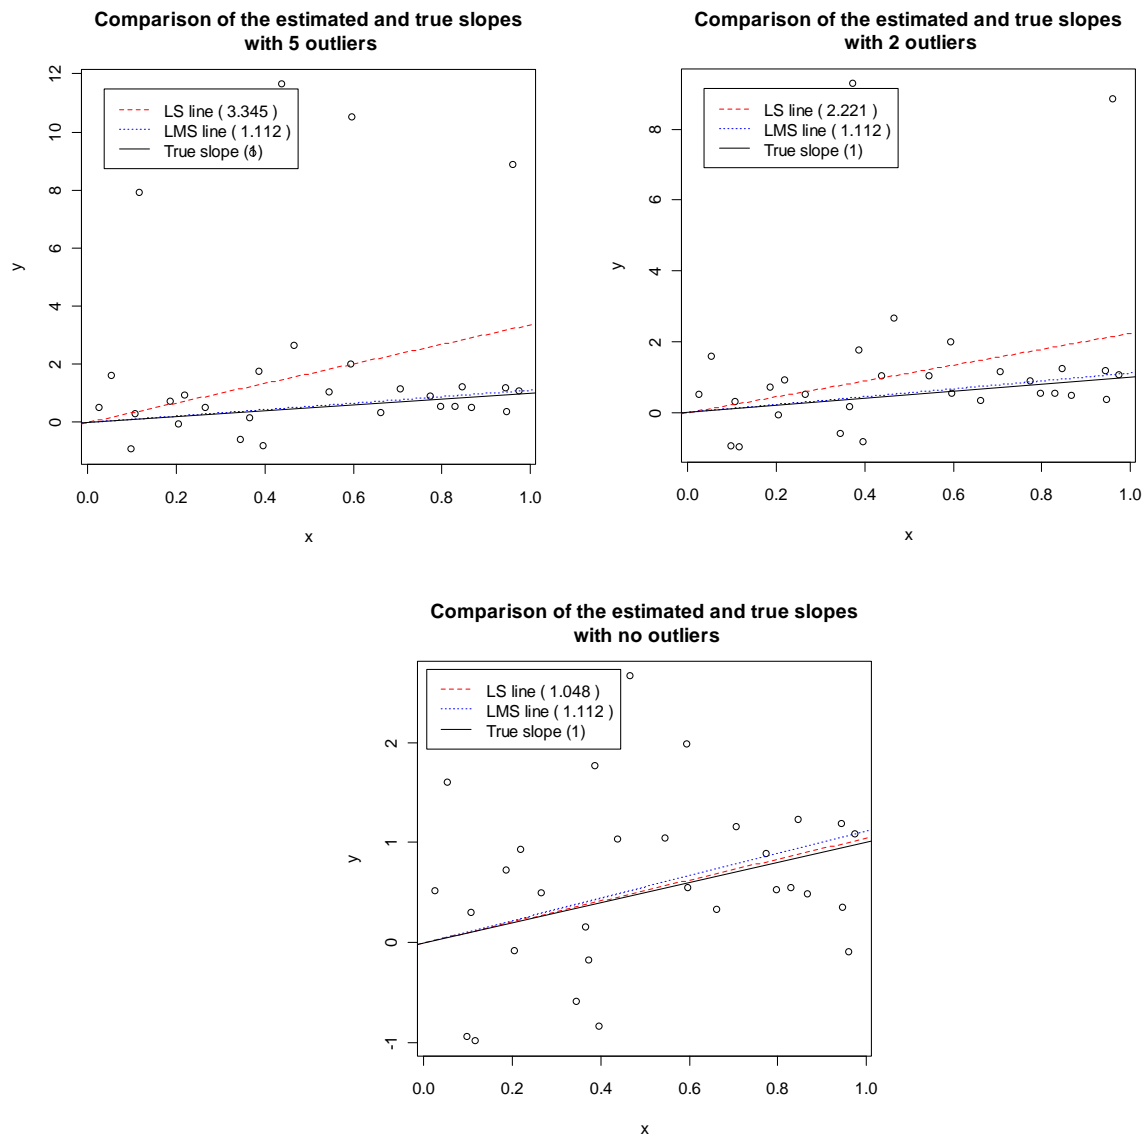 Comparison of the estimated and true slopes
with 5 outliers
LS line ( 3.345 )
LMS line ( 1.112 )
True slope (1)
y
12
10
8
6
4
2
0
0.0 0.2 0.4 0.6 0.8 1.0
x
Comparison of the estimated and true slopes
with 2 outliers
LS line ( 2.221 )
LMS line ( 1.112 )
True slope (1)
y
8
6
4
2
0
0.0 0.2 0.4 0.6 0.8 1.0
x
Comparison of the estimated and true slopes
with no outliers
LS line ( 1.048 )
LMS line ( 1.112 )
True slope (1)
y
2
1
0
-1
0.0 0.2 0.4 0.6 0.8 1.0
x